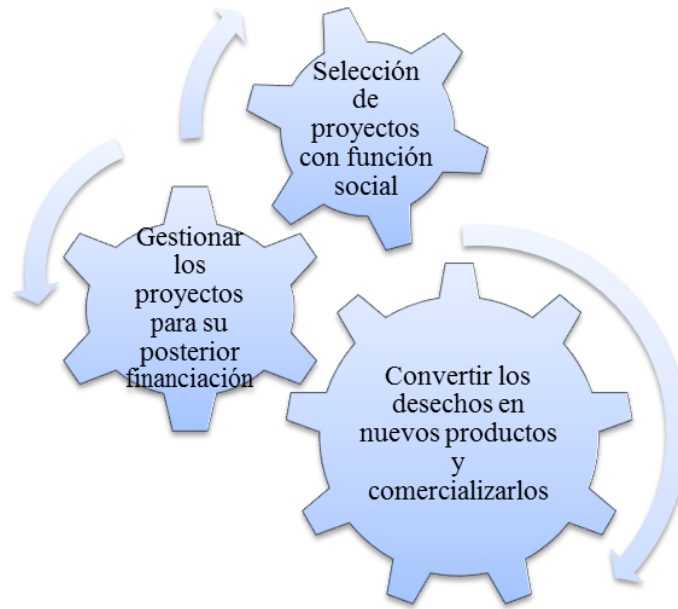 Selección
de
proyectos
con función
social
Gestionar
los
proyectos
para su
posterior
financiación
Convertir los
desechos en
nuevos productos
y
comercializarlos